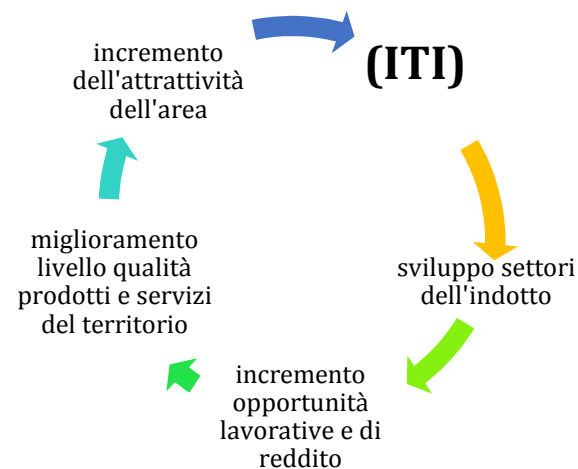 (ITI)
sviluppo settori
dell'indotto
incremento
opportunità
lavorative e di
reddito
miglioramento
livello qualità
prodotti e servizi
del territorio
incremento
dell'attrattività
dell'area